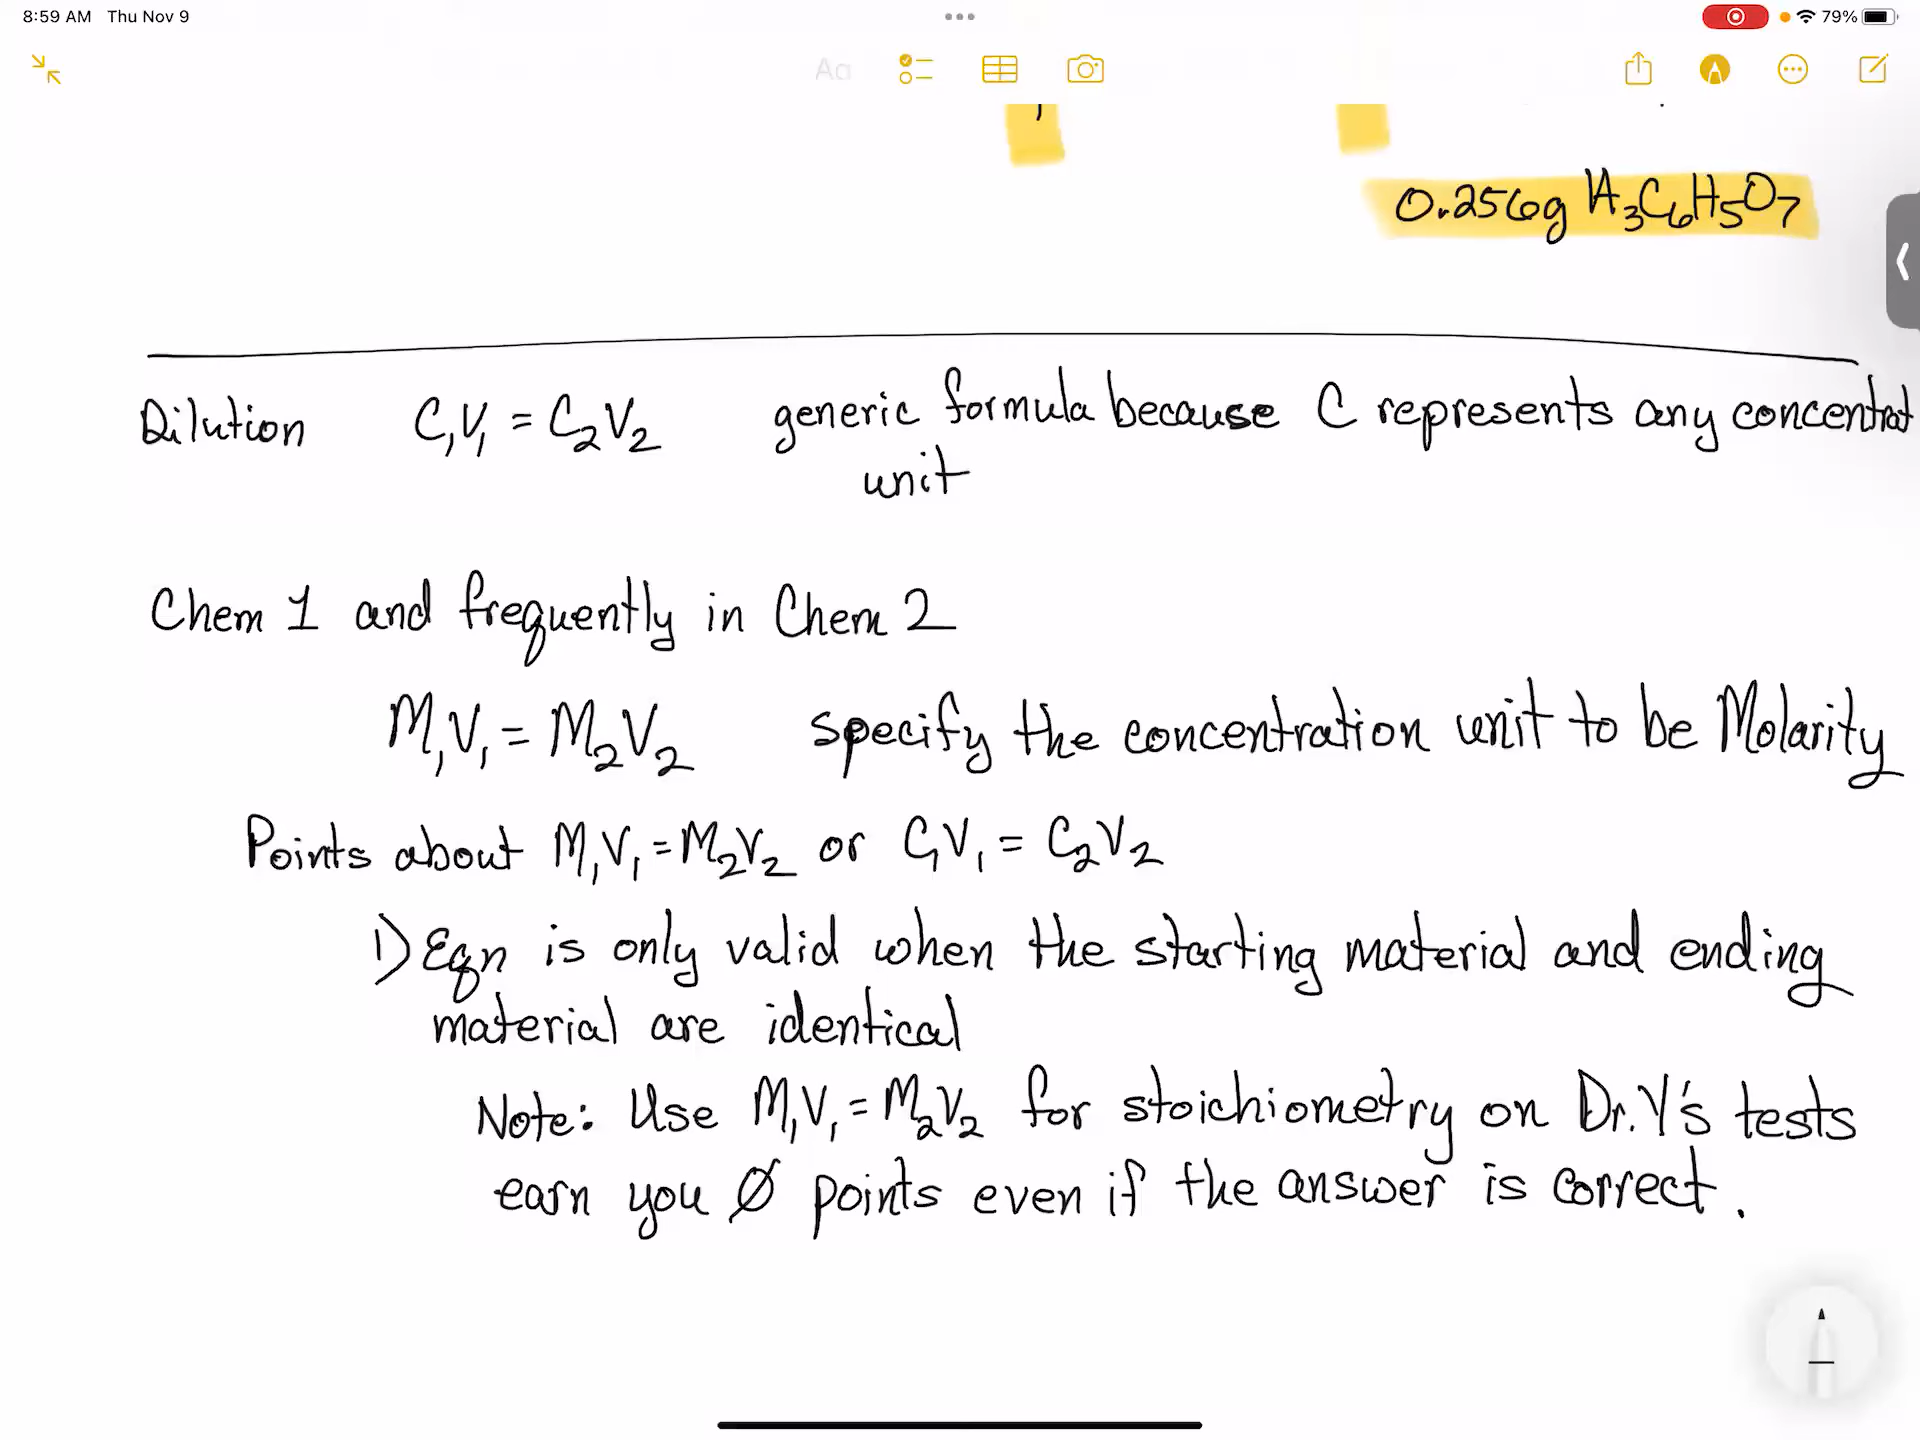 8:59 AM Thu Nov 9
79%
Aa
0.256g H₃C₆H₅O₇
Dilution C₁V₁ = C₂V₂ generic formula because C represents any concentrat
unit
Chem 1 and frequently in Chem 2
M₁V₁ = M₂V₂ specify the concentration unit to be Molarity
Points about M₁V₁ = M₂V₂ or C₁V₁ = C₂V₂
1) Eqn is only valid when the starting material and ending
material are identical
Note: Use M₁V₁ = M₂V₂ for stoichiometry on Dr. Y's tests
earn you Ø points even if the answer is correct.